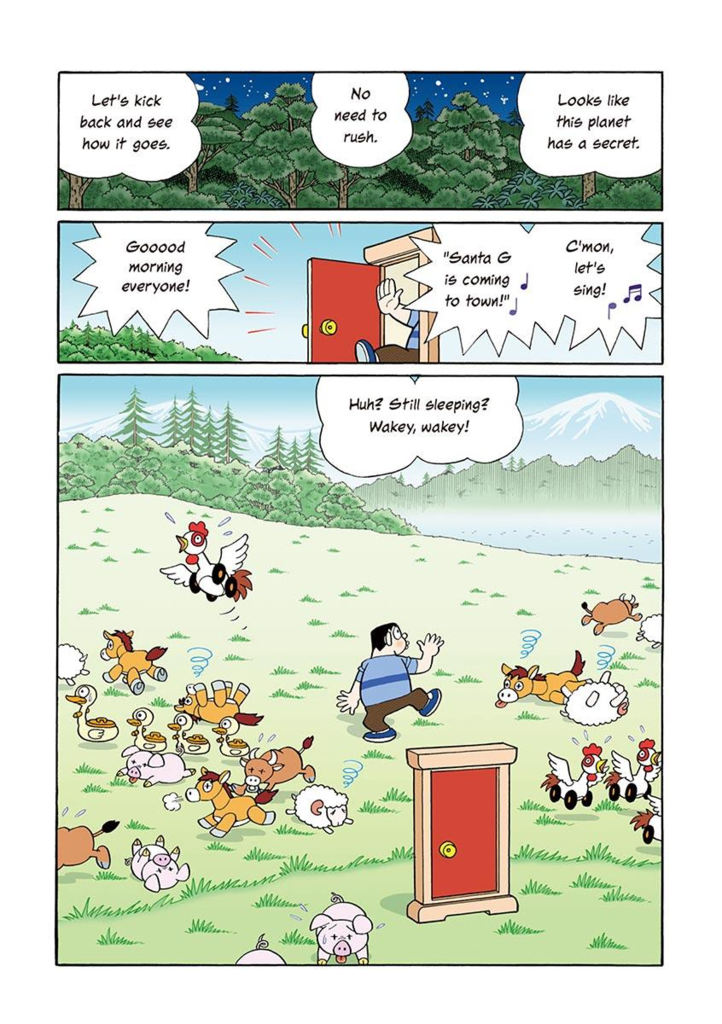 Let's kick
back and see
how it goes.
No
need to
rush.
Looks like
this planet
has a secret.
Gooood
morning
everyone!
"Santa G
is coming
to town!"
C'mon,
let's
sing!
Huh? Still sleeping?
Wakey, wakey!